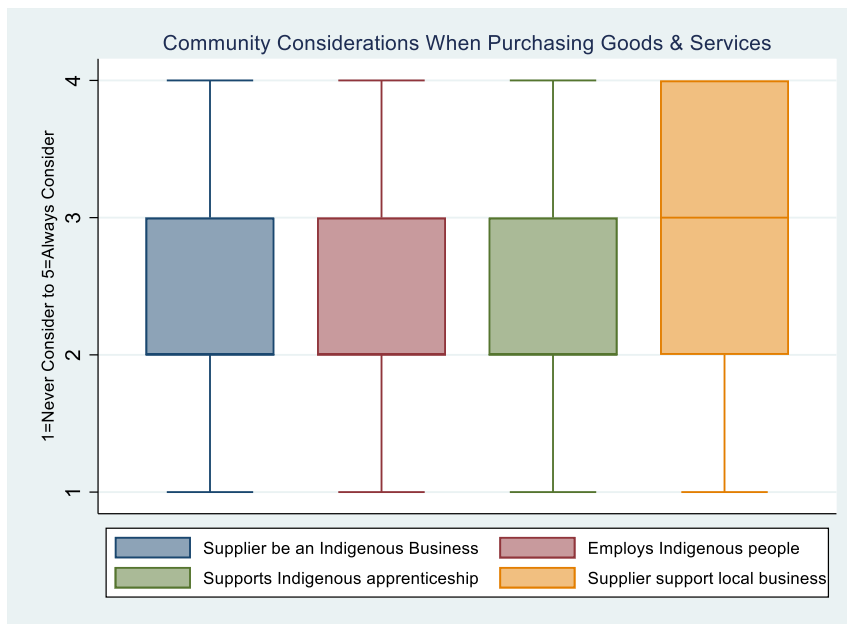 Community Considerations When Purchasing Goods & Services
1=Never Consider to 5=Always Consider
4
3
2
1
Supplier be an Indigenous Business
Employs Indigenous people
Supports Indigenous apprenticeship
Supplier support local business